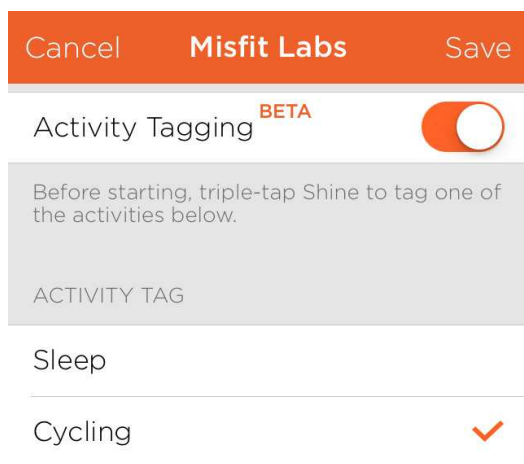 Cancel Misfit Labs Save
Activity Tagging BETA
Before starting, triple-tap Shine to tag one of
the activities below.
ACTIVITY TAG
Sleep
Cycling